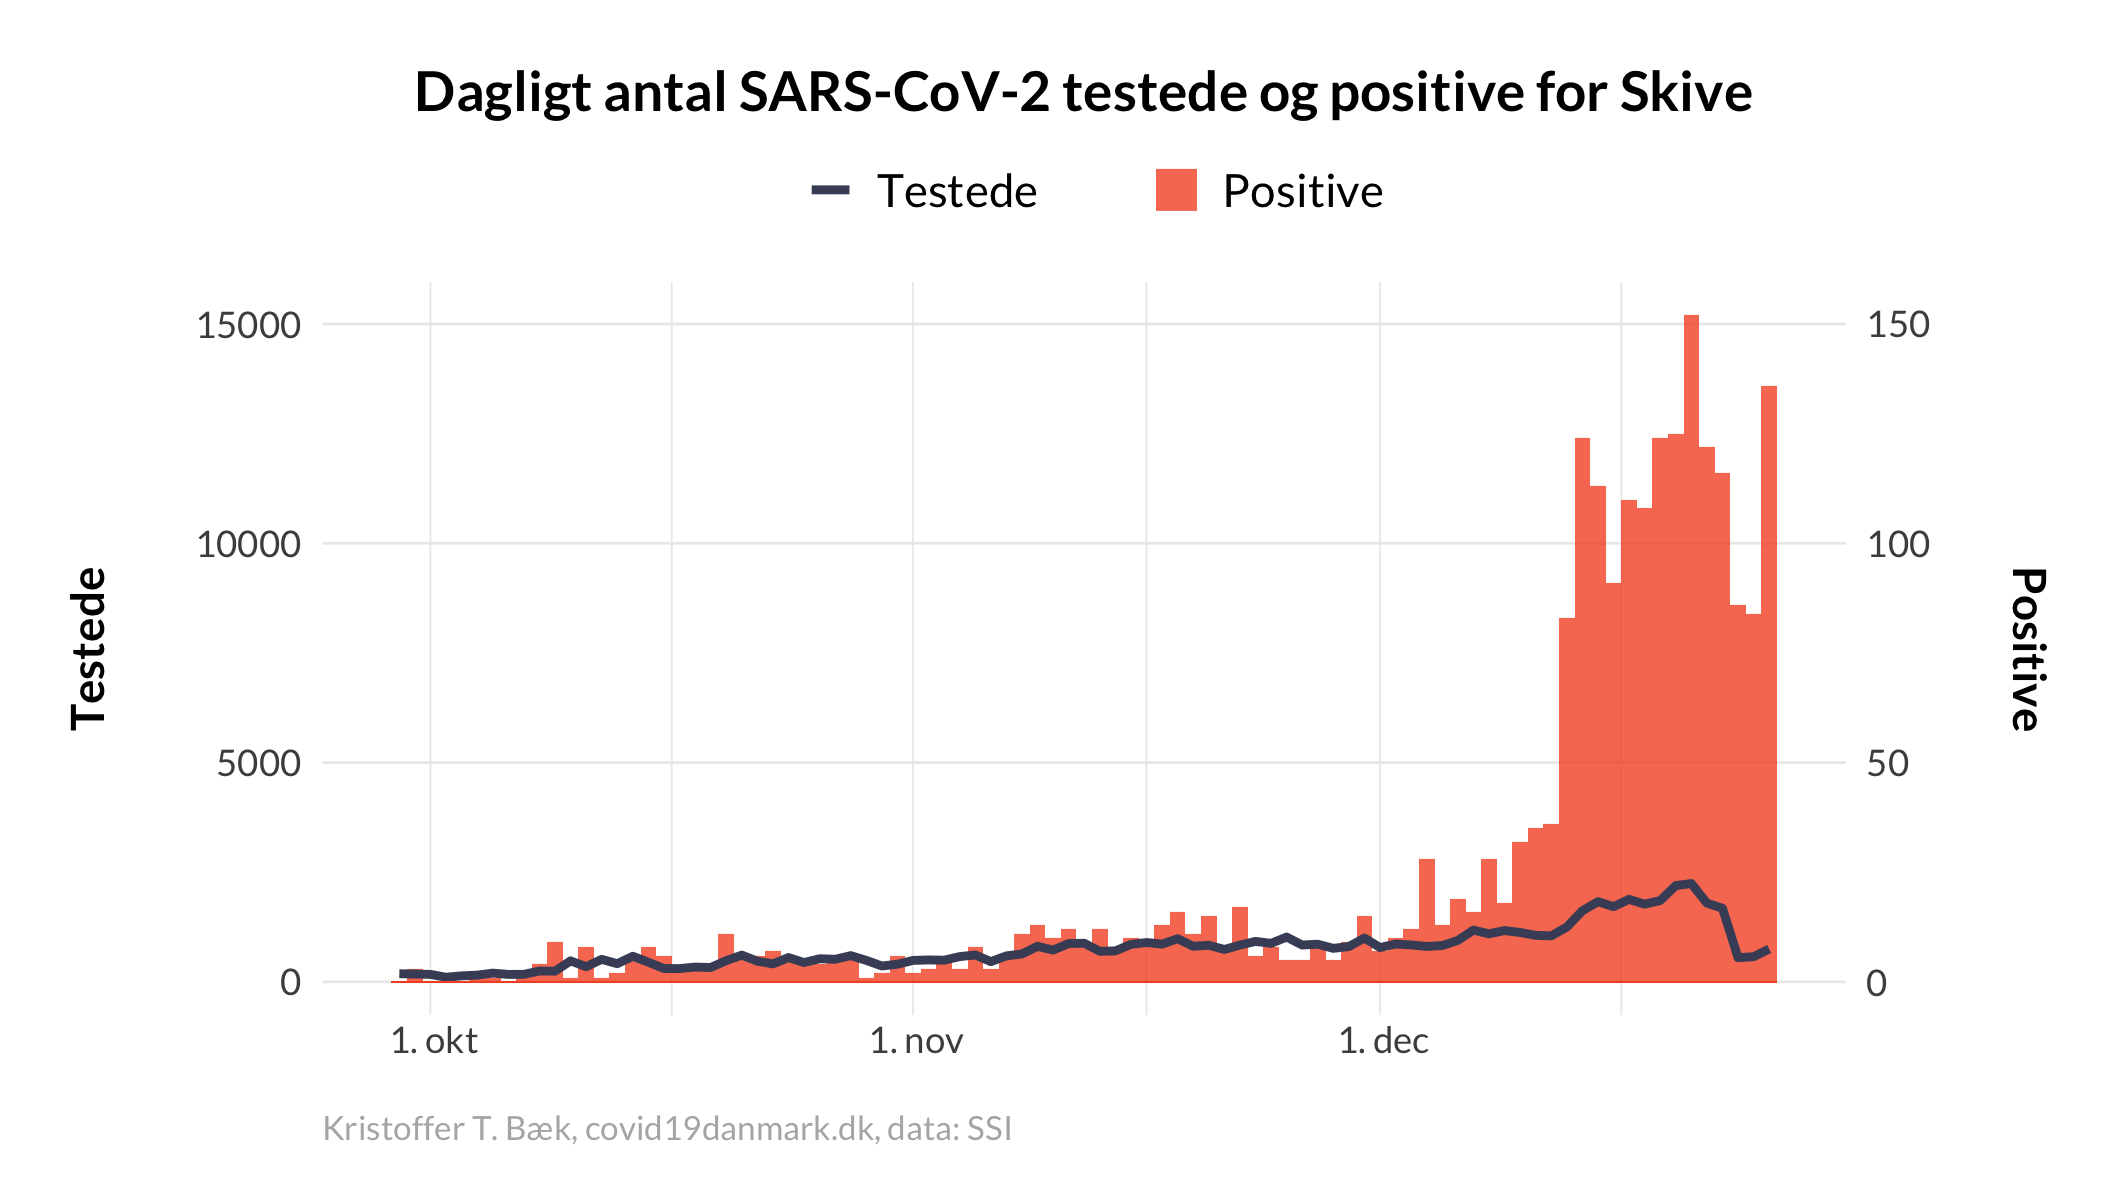 Dagligt antal SARS-CoV-2 testede og positive for Skive
Testede
Positive
15000
10000
5000
0
150
100
50
0
Testede
Positive
1. okt
1. nov
1. dec
Kristoffer T. Bæk, covid19danmark.dk, data: SSI